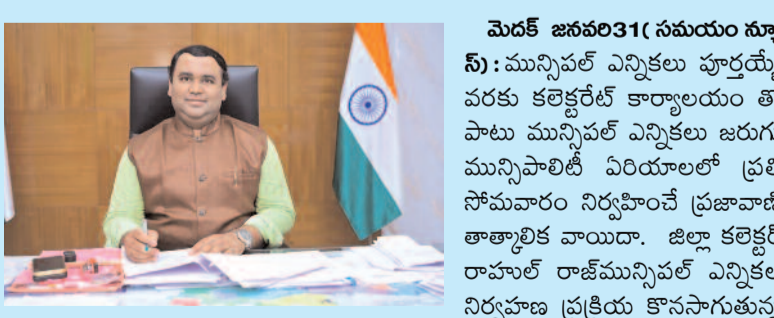 మెదక్ జనవరి31( సమయం న్యూ
స్) : మున్సిపల్ ఎన్నికలు పూర్తయ్యే
వరకు కలెక్టరేట్ కార్యాలయం తో
పాటు మున్సిపల్ ఎన్నికలు జరుగు
మున్సిపాలిటీ ఏరియాలలో ప్రతి
సోమవారం నిర్వహించే ప్రజావాణి
తాత్కాలిక వాయిదా. జిల్లా కలెక్టర్
రాహుల్ రాజ్‌మున్సిపల్ ఎన్నికల
నిర్వహణ ప్రక్రియ కొనసాగుతున్న